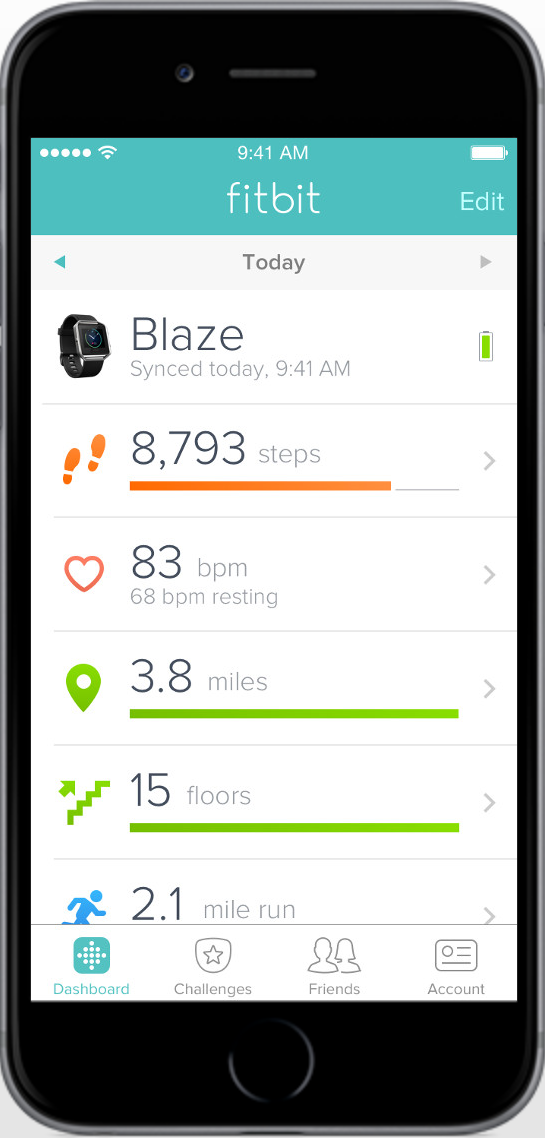 9:41 AM
fitbit
Edit
Today
Blaze
Synced today, 9:41 AM
8,793 steps
83 bpm
68 bpm resting
3.8 miles
15 floors
2.1 mile run
Dashboard Challenges Friends Account